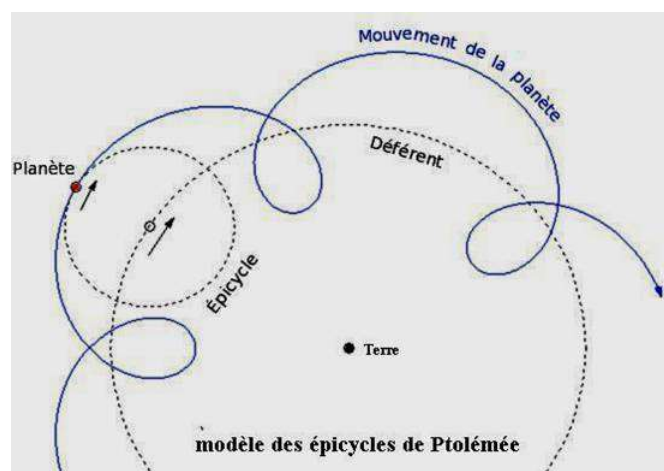 Mouvement de la planète
Déférent
Planète
Épicycle
Terre
modèle des épicycles de Ptolémée